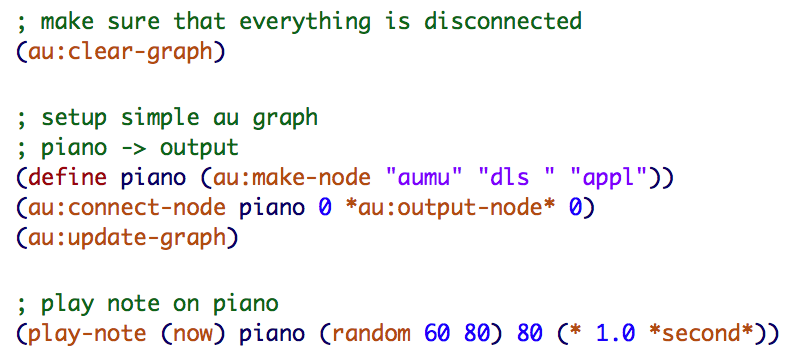 ; make sure that everything is disconnected
(au:clear-graph)
; setup simple au graph
; piano -> output
(define piano (au:make-node "aumu" "dls " "appl"))
(au:connect-node piano 0 *au:output-node* 0)
(au:update-graph)
; play note on piano
(play-note (now) piano (random 60 80) 80 (* 1.0 *second*))